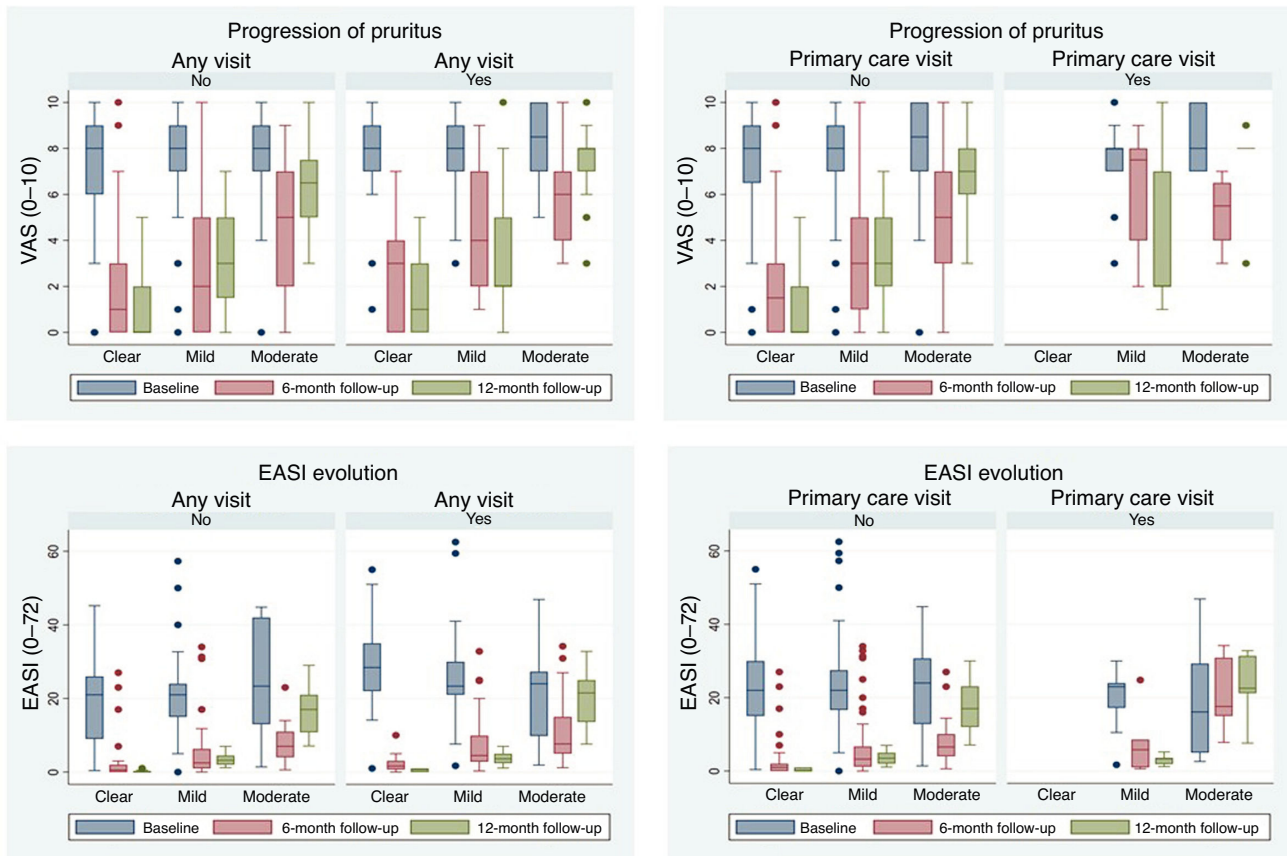 Progression of pruritus
Any visit Any visit
No Yes
VAS (0–10)
10
8
6
4
2
0
Clear Mild Moderate Clear Mild Moderate
Baseline 6-month follow-up 12-month follow-up
Progression of pruritus
Primary care visit Primary care visit
No Yes
VAS (0–10)
10
8
6
4
2
0
Clear Mild Moderate Clear Mild Moderate
Baseline 6-month follow-up 12-month follow-up
EASI evolution
Any visit Any visit
No Yes
EASI (0–72)
60
40
20
0
Clear Mild Moderate Clear Mild Moderate
Baseline 6-month follow-up 12-month follow-up
EASI evolution
Primary care visit Primary care visit
No Yes
EASI (0–72)
60
40
20
0
Clear Mild Moderate Clear Mild Moderate
Baseline 6-month follow-up 12-month follow-up